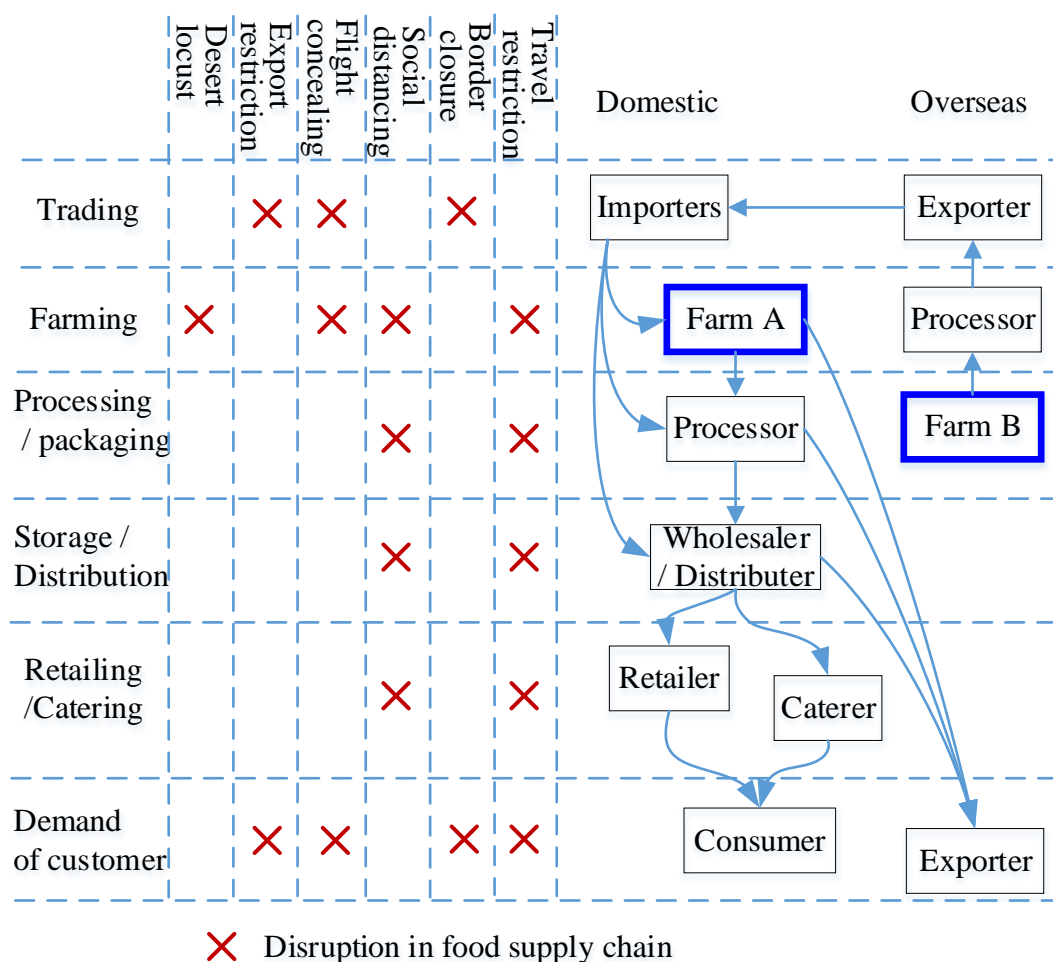 Desert
locust
Export
restriction
Flight
concealing
Social
distancing
Border
closure
Travel
restriction
Domestic
Overseas
Trading
Importers
Exporter
Farming
Farm A
Processor
Processing
/ packaging
Processor
Farm B
Storage /
Distribution
Wholesaler
/ Distributer
Retailing
/Catering
Retailer
Caterer
Demand
of customer
Consumer
Exporter
Disruption in food supply chain